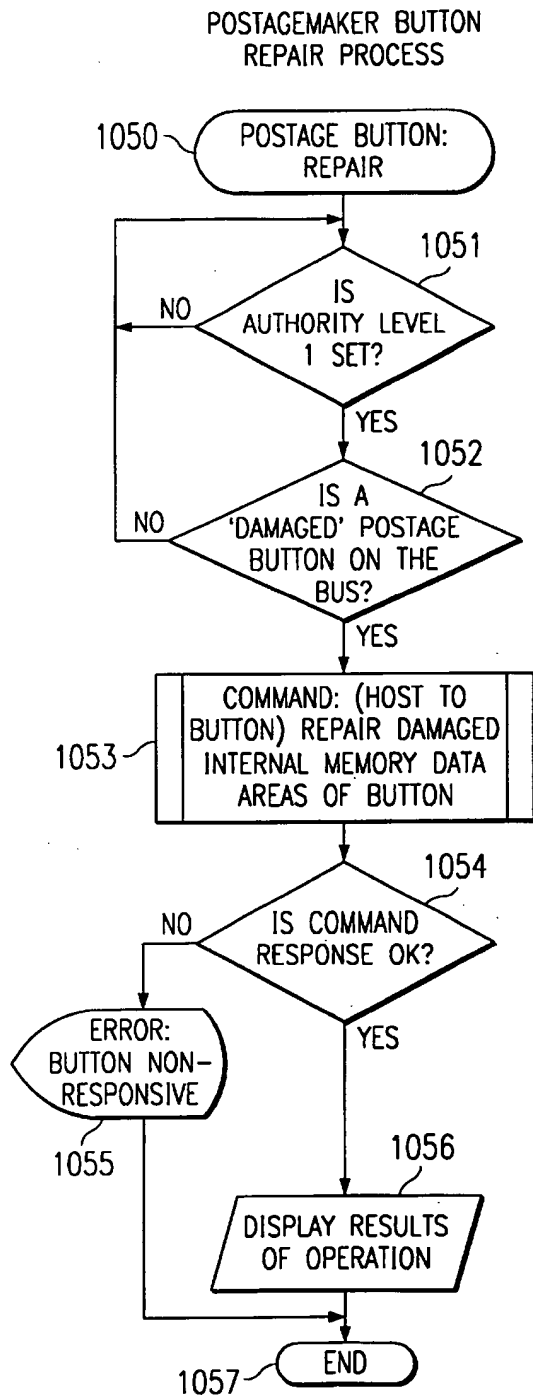 POSTAGEMAKER BUTTON
REPAIR PROCESS
1050
POSTAGE BUTTON:
REPAIR
1051
IS
AUTHORITY LEVEL
1 SET?
NO
YES
1052
IS A
'DAMAGED' POSTAGE
BUTTON ON THE
BUS?
NO
YES
1053
COMMAND: (HOST TO
BUTTON) REPAIR DAMAGED
INTERNAL MEMORY DATA
AREAS OF BUTTON
1054
IS COMMAND
RESPONSE OK?
NO
YES
ERROR:
BUTTON NON-
RESPONSIVE
1055
1056
DISPLAY RESULTS
OF OPERATION
END
1057